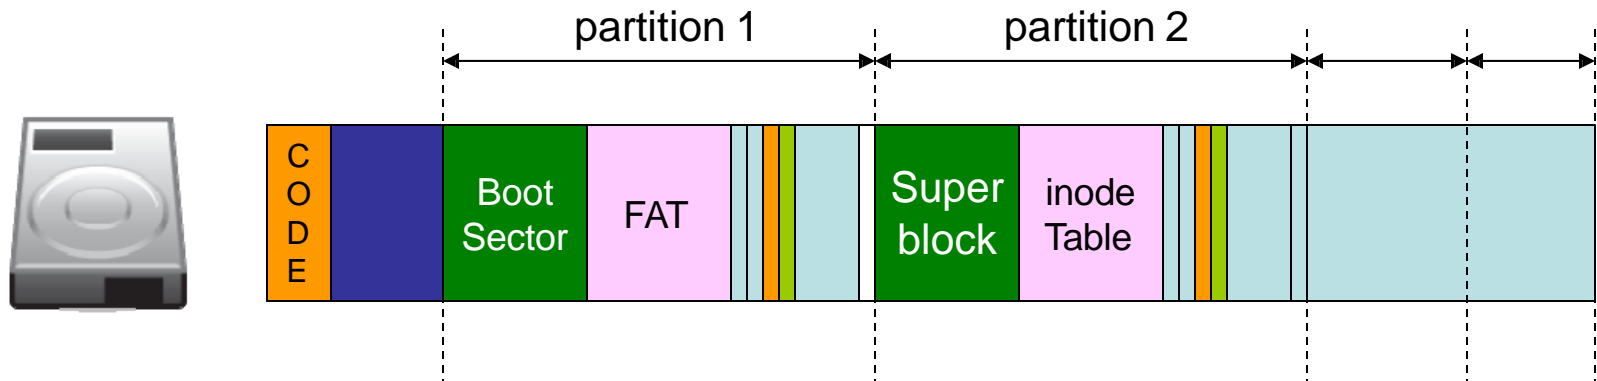 partition 1
partition 2
C
O
D
E
Boot
Sector
FAT
Super
block
inode
Table